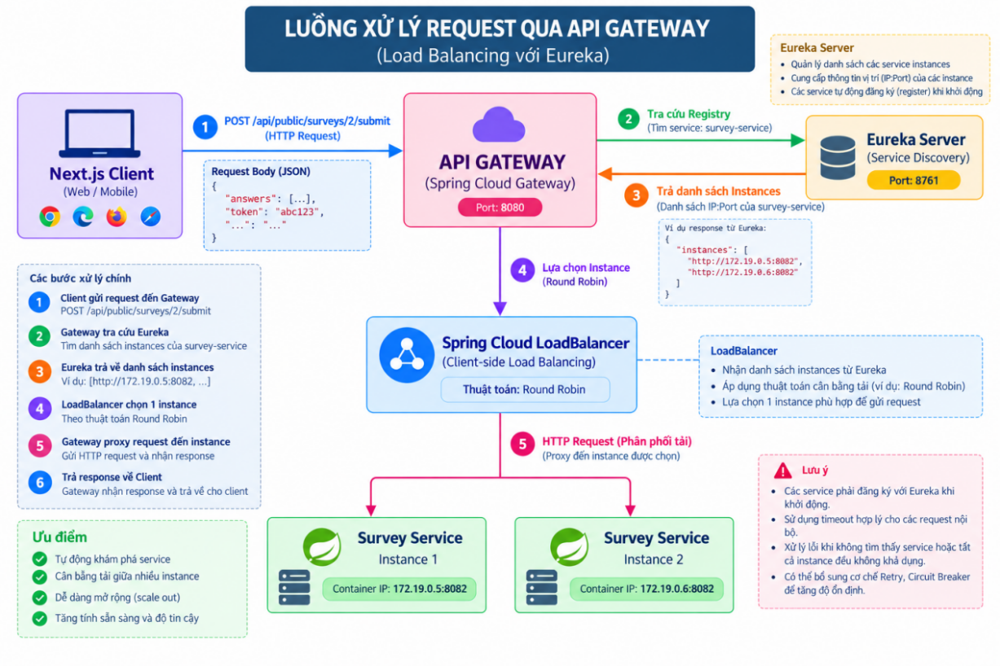 LUỒNG XỬ LÝ REQUEST QUA API GATEWAY
(Load Balancing với Eureka)
Eureka Server
• Quản lý danh sách các service instances
• Cung cấp thông tin vị trí (IP:Port) của các instance
• Các service tự động đăng ký (register) khi khởi động
Next.js Client
(Web / Mobile)
1
POST /api/public/surveys/2/submit
(HTTP Request)
Request Body (JSON)
{
"answers": [...],
"token": "abc123",
"...": "..."
}
API GATEWAY
(Spring Cloud Gateway)
Port: 8080
2
Tra cứu Registry
(Tìm service: survey-service)
Eureka Server
(Service Discovery)
Port: 8761
3
Trả danh sách Instances
(Danh sách IP:Port của survey-service)
Ví dụ response từ Eureka:
{
"instances": [
"http://172.19.0.5:8082",
"http://172.19.0.6:8082"
]
}
4
Lựa chọn Instance
(Round Robin)
Các bước xử lý chính
1
Client gửi request đến Gateway
POST /api/public/surveys/2/submit
2
Gateway tra cứu Eureka
Tìm danh sách instances của survey-service
3
Eureka trả về danh sách instances
Ví dụ: [http://172.19.0.5:8082, ...]
4
LoadBalancer chọn 1 instance
Theo thuật toán Round Robin
5
Gateway proxy request đến instance
Gửi HTTP request và nhận response
6
Trả response về Client
Gateway nhận response và trả về cho client
Spring Cloud LoadBalancer
(Client-side Load Balancing)
Thuật toán: Round Robin
LoadBalancer
• Nhận danh sách instances từ Eureka
• Áp dụng thuật toán cân bằng tải (ví dụ: Round Robin)
• Lựa chọn 1 instance phù hợp để gửi request
5
HTTP Request (Phân phối tải)
(Proxy đến instance được chọn)
Lưu ý
• Các service phải đăng ký với Eureka khi
khởi động.
• Sử dụng timeout hợp lý cho các request nội
bộ.
• Xử lý lỗi khi không tìm thấy service hoặc tất
cả instance đều không khả dụng.
• Có thể bổ sung cơ chế Retry, Circuit Breaker
để tăng độ ổn định.
Ưu điểm
Tự động khám phá service
Cân bằng tải giữa nhiều instance
Dễ dàng mở rộng (scale out)
Tăng tính sẵn sàng và độ tin cậy
Survey Service
Instance 1
Container IP: 172.19.0.5:8082
Survey Service
Instance 2
Container IP: 172.19.0.6:8082